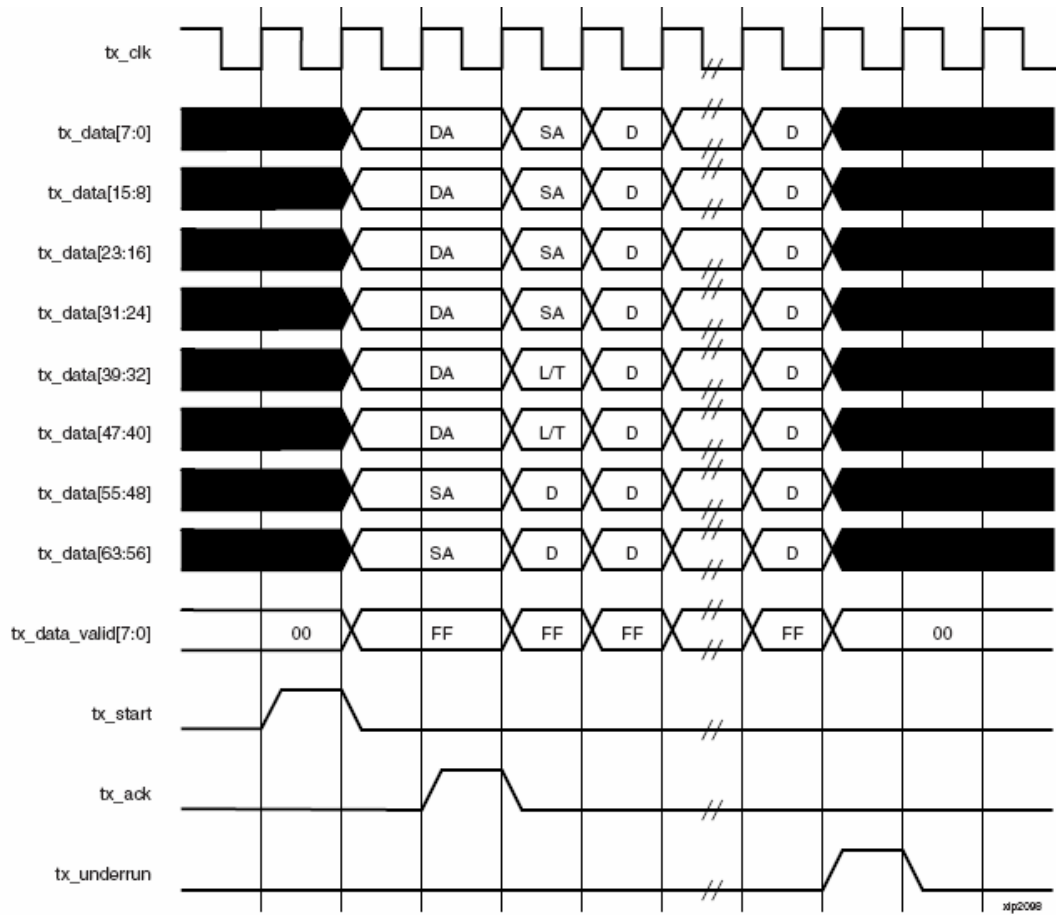 tx_clk
tx_data[7:0] DA SA D D
tx_data[15:8] DA SA D D
tx_data[23:16] DA SA D D
tx_data[31:24] DA SA D D
tx_data[39:32] DA L/T D D
tx_data[47:40] DA L/T D D
tx_data[55:48] SA D D D
tx_data[63:56] SA D D D
tx_data_valid[7:0] 00 FF FF FF FF 00
tx_start
tx_ack
tx_underrun
xip2098